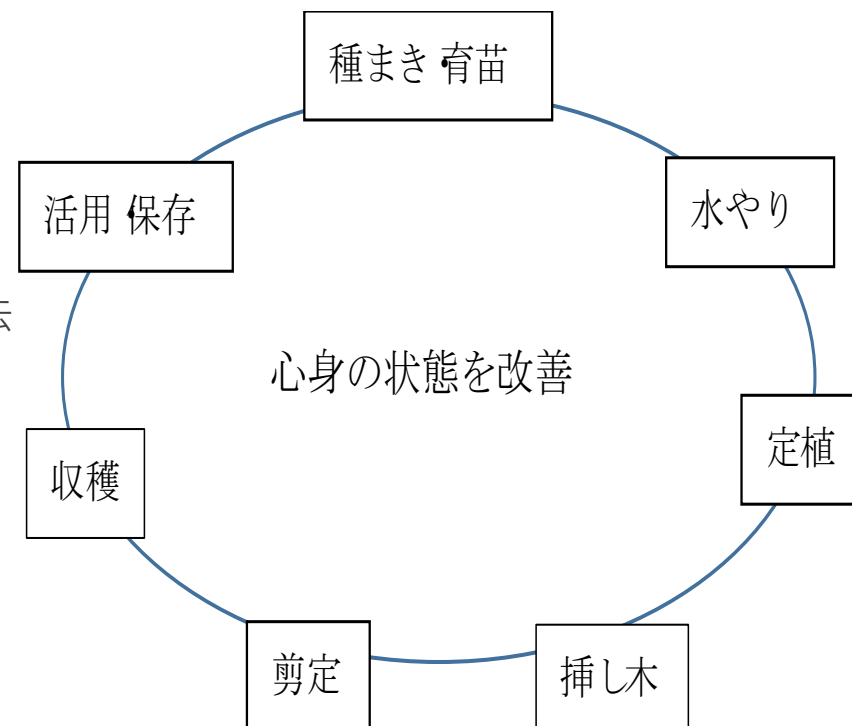 種まき・育苗
水やり
定植
挿し木
剪定
収穫
活用・保存
心身の状態を改善